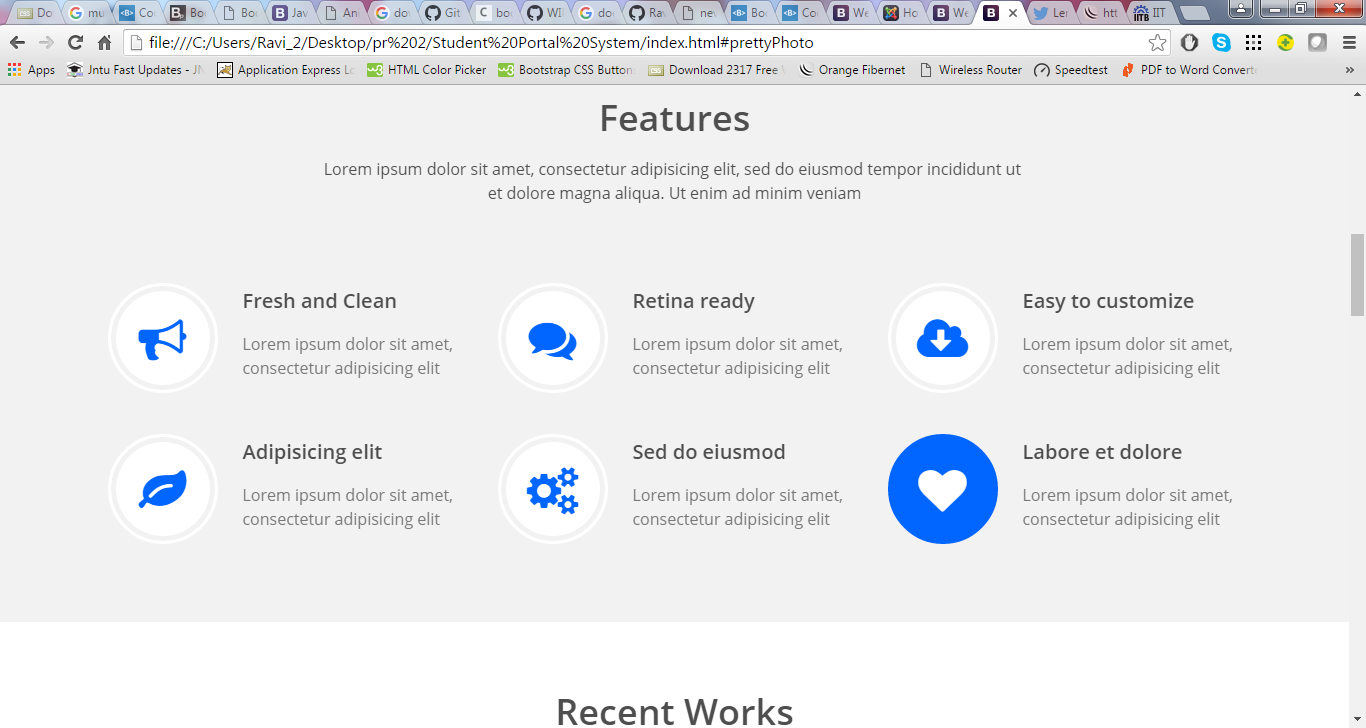 Do
mu
Co
Bo
Bo
Jav
An
do
Git
boo
WI
do
Rav
nev
Bo
Co
We
Ho
We
Ler
htt
IIT
file:///C:/Users/Ravi_2/Desktop/pr%202/Student%20Portal%20System/index.html#prettyPhoto
Apps
Jntu Fast Updates - JN
Application Express Lo
HTML Color Picker
Bootstrap CSS Button
Download 2317 Free
Orange Fibernet
Wireless Router
Speedtest
PDF to Word Convert
Features
Lorem ipsum dolor sit amet, consectetur adipisicing elit, sed do eiusmod tempor incididunt ut
et dolore magna aliqua. Ut enim ad minim veniam
Fresh and Clean
Lorem ipsum dolor sit amet,
consectetur adipisicing elit
Retina ready
Lorem ipsum dolor sit amet,
consectetur adipisicing elit
Easy to customize
Lorem ipsum dolor sit amet,
consectetur adipisicing elit
Adipisicing elit
Lorem ipsum dolor sit amet,
consectetur adipisicing elit
Sed do eiusmod
Lorem ipsum dolor sit amet,
consectetur adipisicing elit
Labore et dolore
Lorem ipsum dolor sit amet,
consectetur adipisicing elit
Recent Works